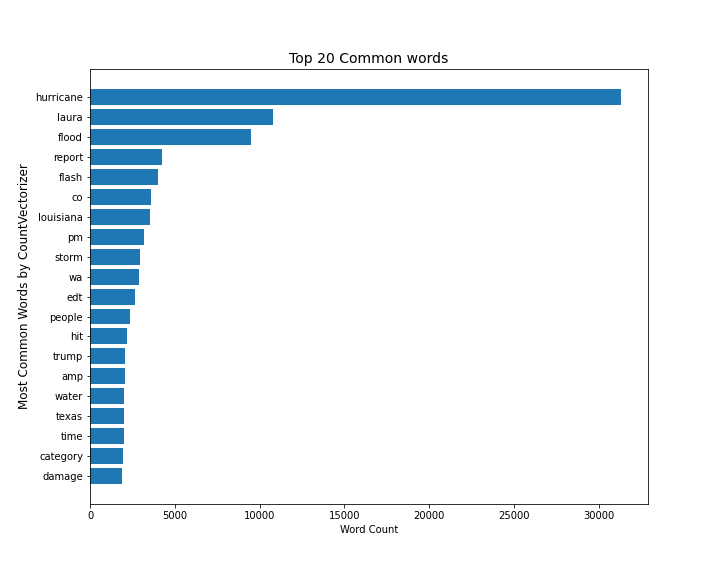 Top 20 Common words
Most Common Words by CountVectorizer
hurricane
laura
flood
report
flash
co
louisiana
pm
storm
wa
edt
people
hit
trump
amp
water
texas
time
category
damage
0 5000 10000 15000 20000 25000 30000
Word Count